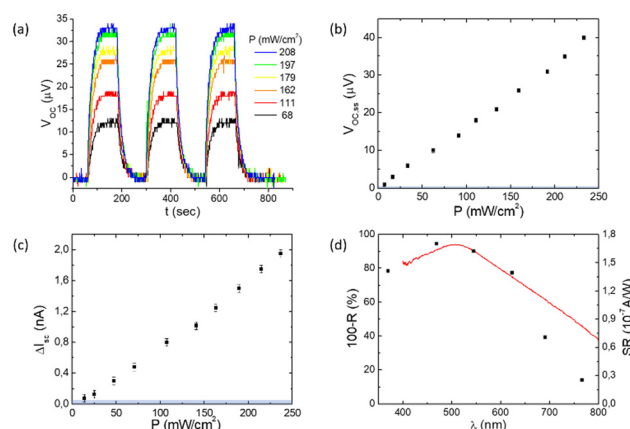 (a)
V_OC (μV)
35
30
25
20
15
10
5
0
0 200 400 600 800
t (sec)
P (mW/cm²)
208
197
179
162
111
68
(b)
V_OC,ss (μV)
40
30
20
10
0
0 50 100 150 200 250
P (mW/cm²)
(c)
ΔI_sc (nA)
2,0
1,6
1,2
0,8
0,4
0,0
0 50 100 150 200 250
P (mW/cm²)
(d)
100-R (%)
100
80
60
40
20
0
400 500 600 700 800
λ (nm)
1,8
1,5
1,2
0,9
0,6
0,3
0,0
SR (10⁻⁷A/W)